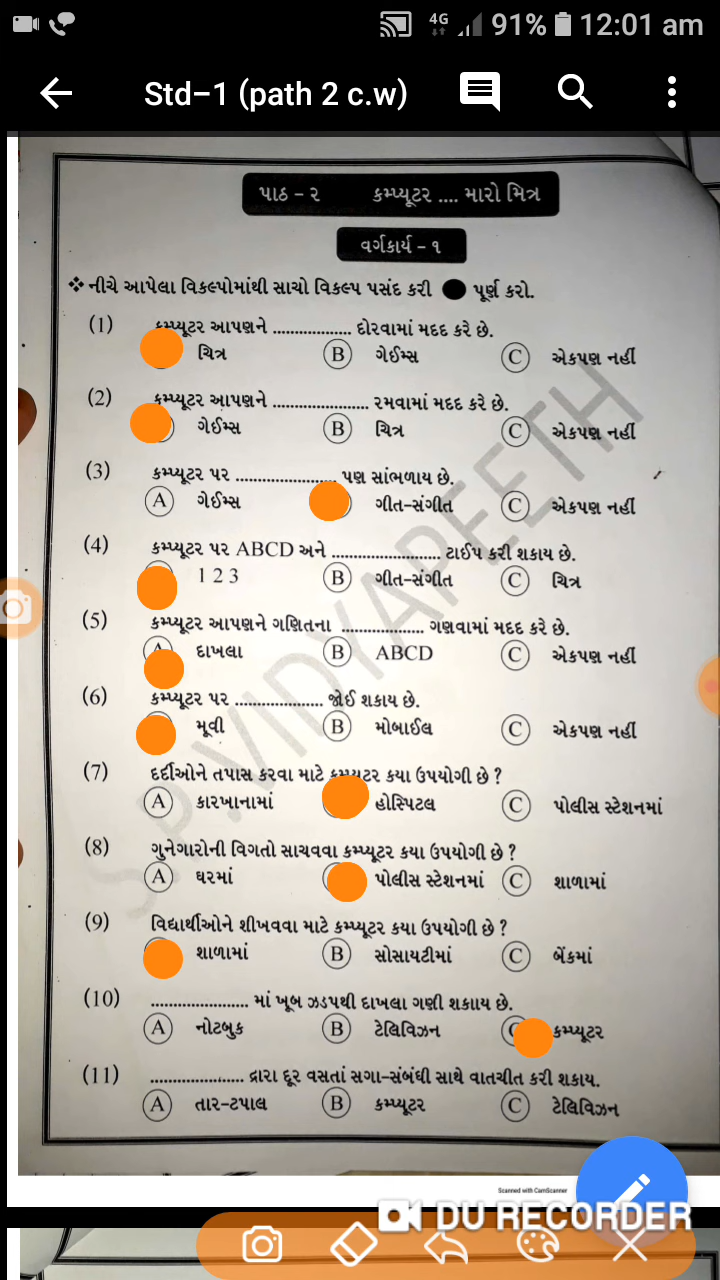 4G 91% 12:01 am
Std-1 (path 2 c.w)
પાઠ - ૨ કમ્પ્યૂટર .... મારો મિત્ર
વર્ગકાર્ય - ૧
❖ નીચે આપેલા વિકલ્પોમાંથી સાચો વિકલ્પ પસંદ કરી ● પૂર્ણ કરો.
(1) કમ્પ્યૂટર આપણને .................. દોરવામાં મદદ કરે છે.
ચિત્ર B ગેઈમ્સ C એકપણ નહીં
(2) કમ્પ્યૂટર આપણને ...................... રમવામાં મદદ કરે છે.
ગેઈમ્સ B ચિત્ર C એકપણ નહીં
(3) કમ્પ્યૂટર પર ....................... પણ સાંભળાય છે.
A ગેઈમ્સ ગીત-સંગીત C એકપણ નહીં
(4) કમ્પ્યૂટર પર ABCD અને ......................... ટાઈપ કરી શકાય છે.
1 2 3 B ગીત-સંગીત C ચિત્ર
(5) કમ્પ્યૂટર આપણને ગણિતના ................... ગણવામાં મદદ કરે છે.
A દાખલા B ABCD C એકપણ નહીં
(6) કમ્પ્યૂટર પર .................... જોઈ શકાય છે.
મૂવી B મોબાઈલ C એકપણ નહીં
(7) દર્દીઓને તપાસ કરવા માટે કમ્પ્યૂટર કયા ઉપયોગી છે ?
A કારખાનામાં હોસ્પિટલ C પોલીસ સ્ટેશનમાં
(8) ગુનેગારોની વિગતો સાચવવા કમ્પ્યૂટર કયા ઉપયોગી છે ?
A ઘરમાં પોલીસ સ્ટેશનમાં C શાળામાં
(9) વિદ્યાર્થીઓને શીખવવા માટે કમ્પ્યૂટર કયા ઉપયોગી છે ?
શાળામાં B સોસાયટીમાં C બેંકમાં
(10) ...................... માં ખૂબ ઝડપથી દાખલા ગણી શકાાય છે.
A નોટબુક B ટેલિવિઝન C કમ્પ્યૂટર
(11) ..................... દ્વારા દૂર વસતાં સગા-સંબંધી સાથે વાતચીત કરી શકાય.
A તાર-ટપાલ B કમ્પ્યૂટર C ટેલિવિઝન
S.P. VIDYAPEETH
Scanned with CamScanner
DU RECORDER